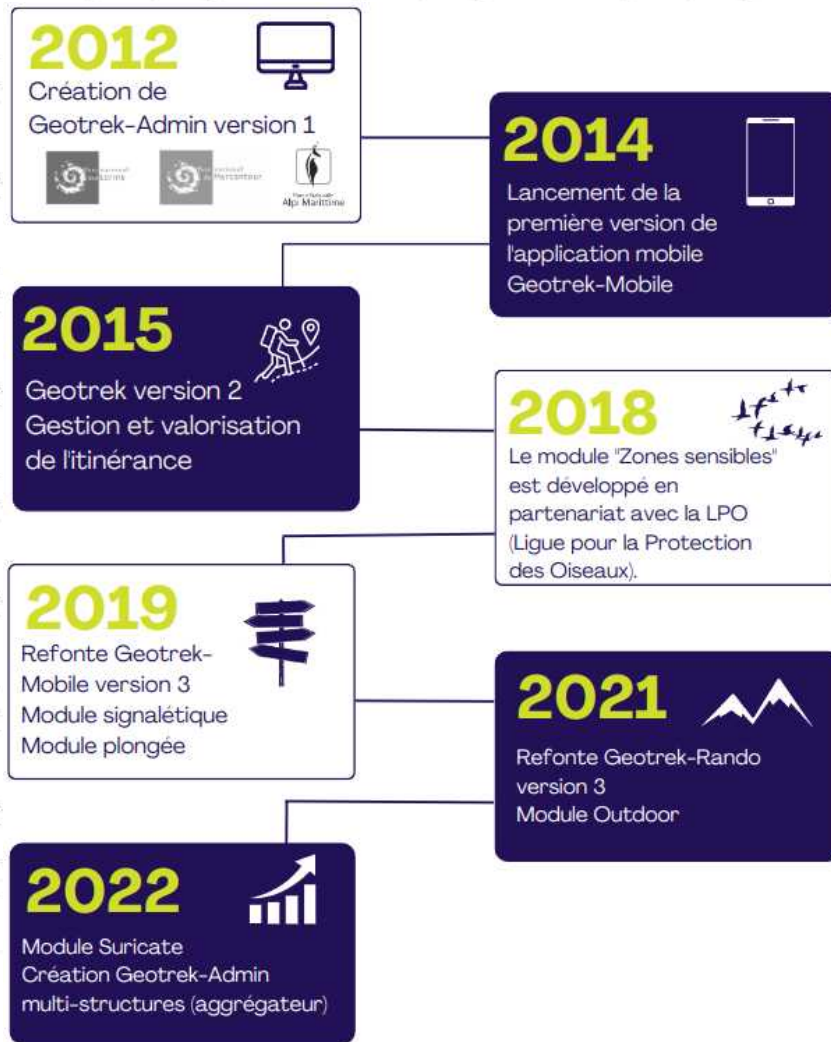 2012
Création de
Geotrek-Admin version 1
Alpi Marittime
2014
Lancement de la
première version de
l'application mobile
Geotrek-Mobile
2015
Geotrek version 2
Gestion et valorisation
de l'itinérance
2018
Le module "Zones sensibles"
est développé en
partenariat avec la LPO
(Ligue pour la Protection
des Oiseaux).
2019
Refonte Geotrek-
Mobile version 3
Module signalétique
Module plongée
2021
Refonte Geotrek-Rando
version 3
Module Outdoor
2022
Module Suricate
Création Geotrek-Admin
multi-structures (aggrégateur)